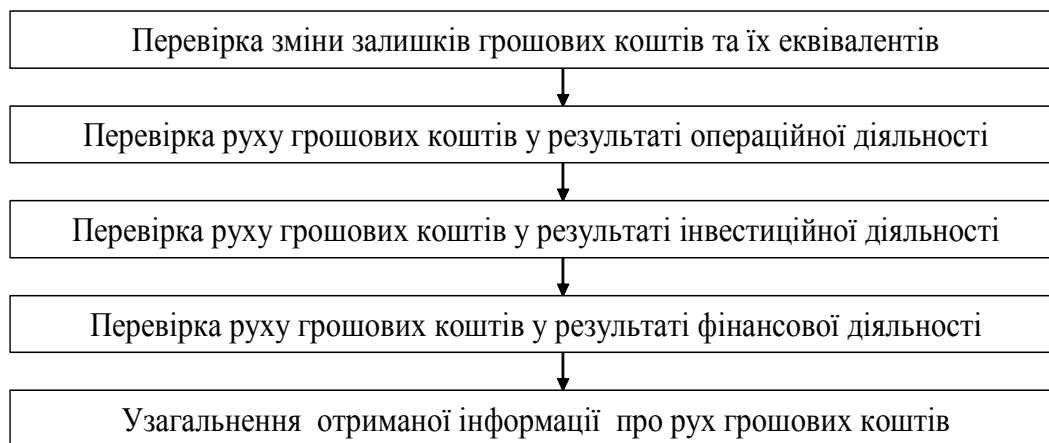 Перевірка зміни залишків грошових коштів та їх еквівалентів
Перевірка руху грошових коштів у результаті операційної діяльності
Перевірка руху грошових коштів у результаті інвестиційної діяльності
Перевірка руху грошових коштів у результаті фінансової діяльності
Узагальнення отриманої інформації про рух грошових коштів